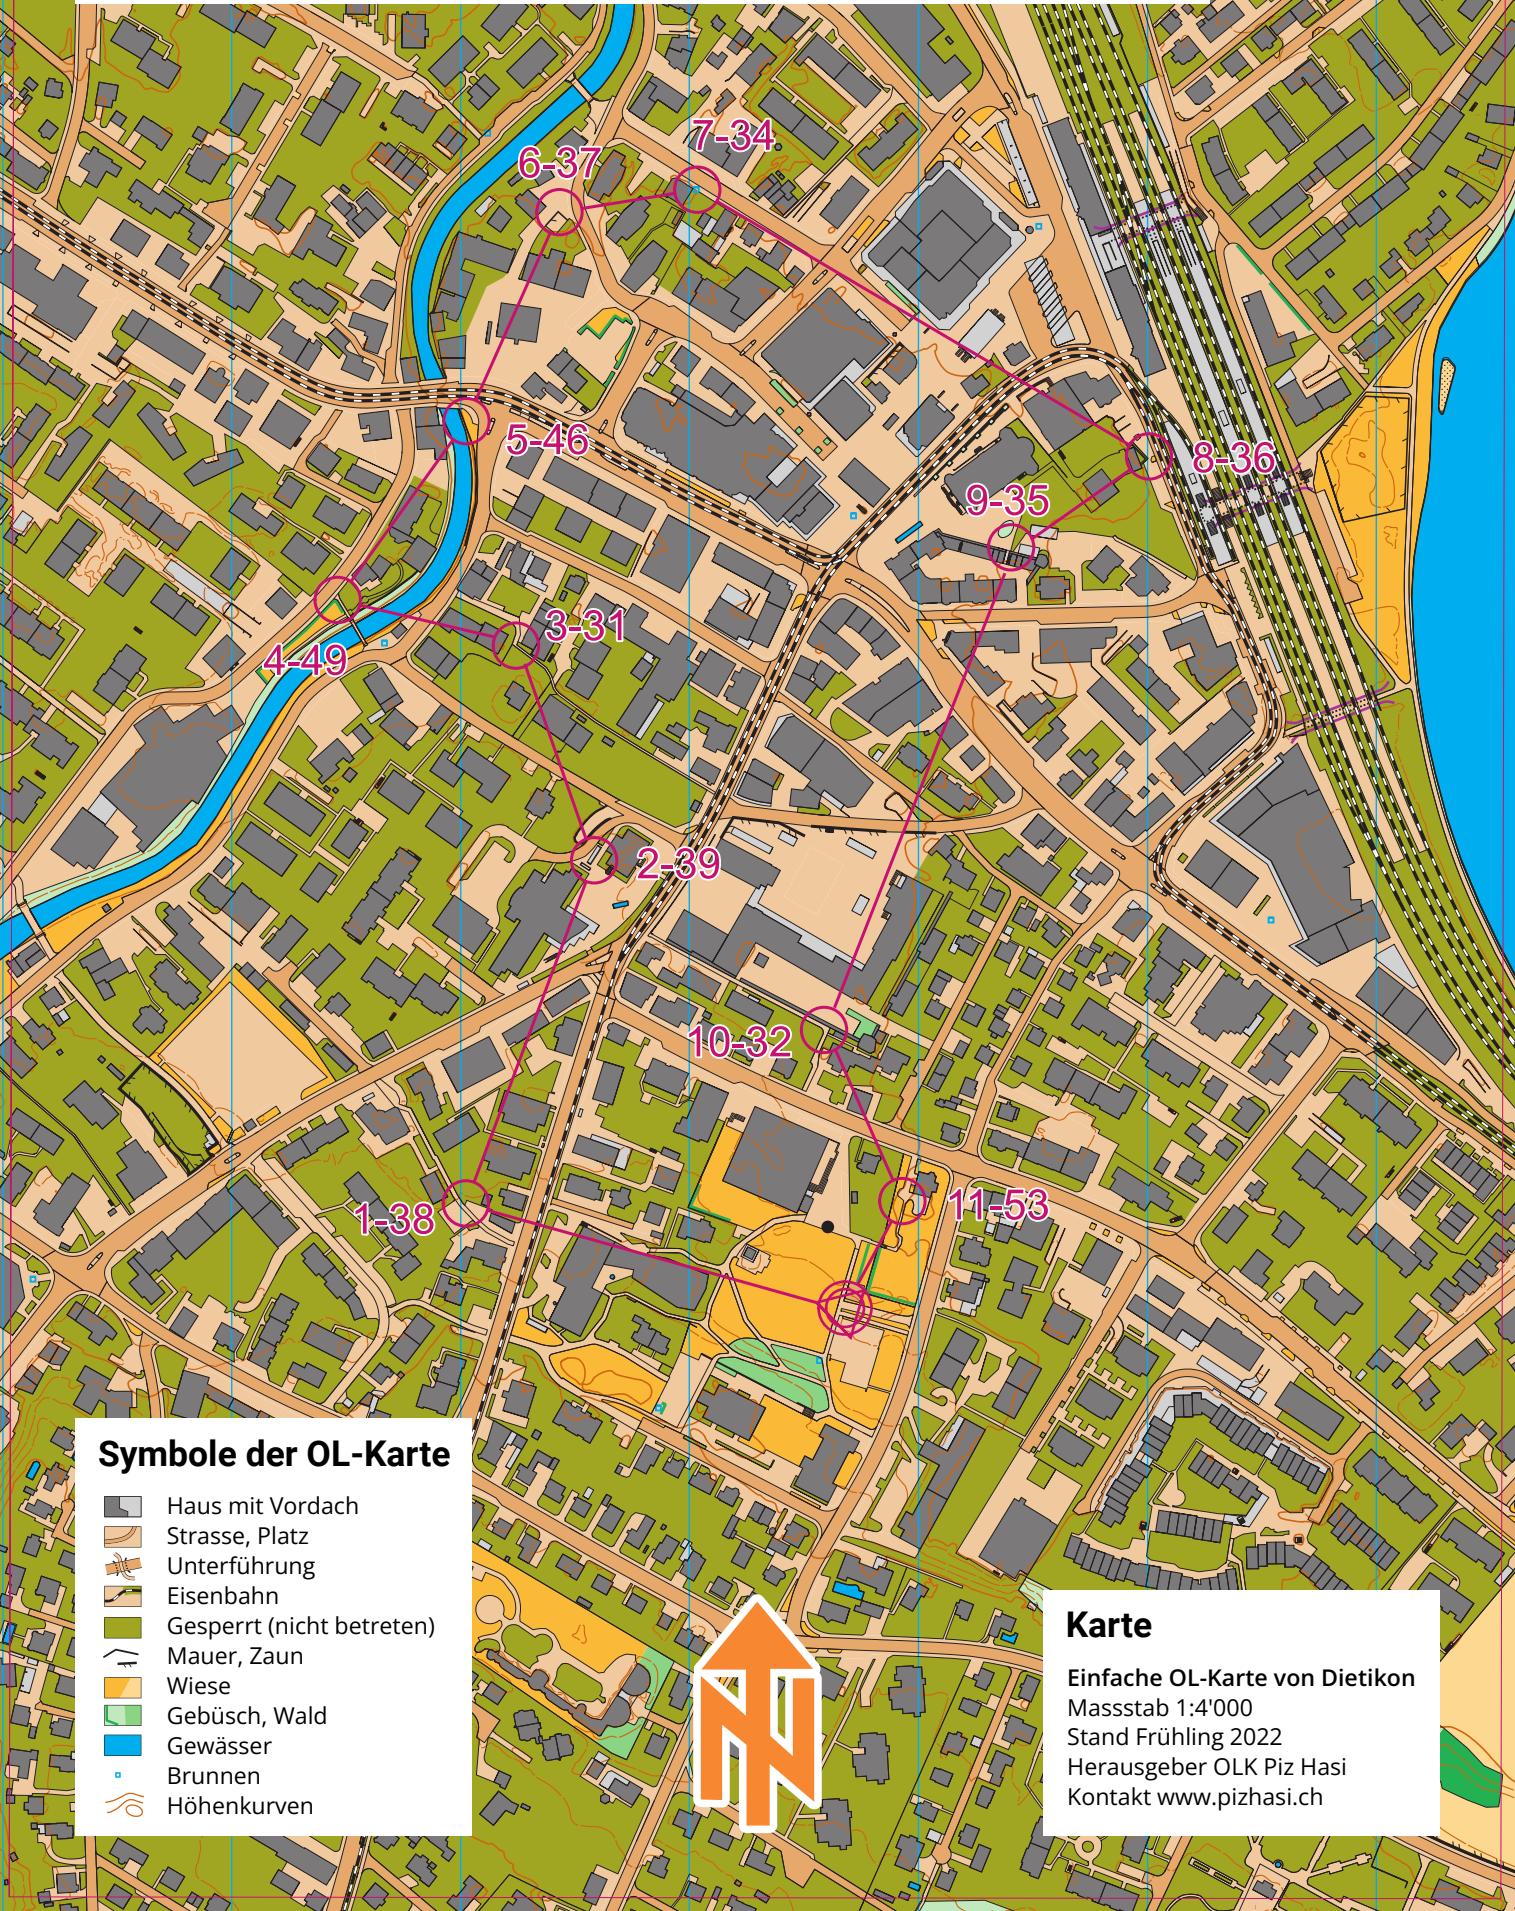 7-34
6-37
5-46
8-36
9-35
3-31
4-49
2-39
10-32
1-38
11-53
Symbole der OL-Karte
Haus mit Vordach
Strasse, Platz
Unterführung
Eisenbahn
Gesperrt (nicht betreten)
Mauer, Zaun
Wiese
Gebüsch, Wald
Gewässer
Brunnen
Höhenkurven
Karte
Einfache OL-Karte von Dietikon
Massstab 1:4'000
Stand Frühling 2022
Herausgeber OLK Piz Hasi
Kontakt www.pizhasi.ch
N